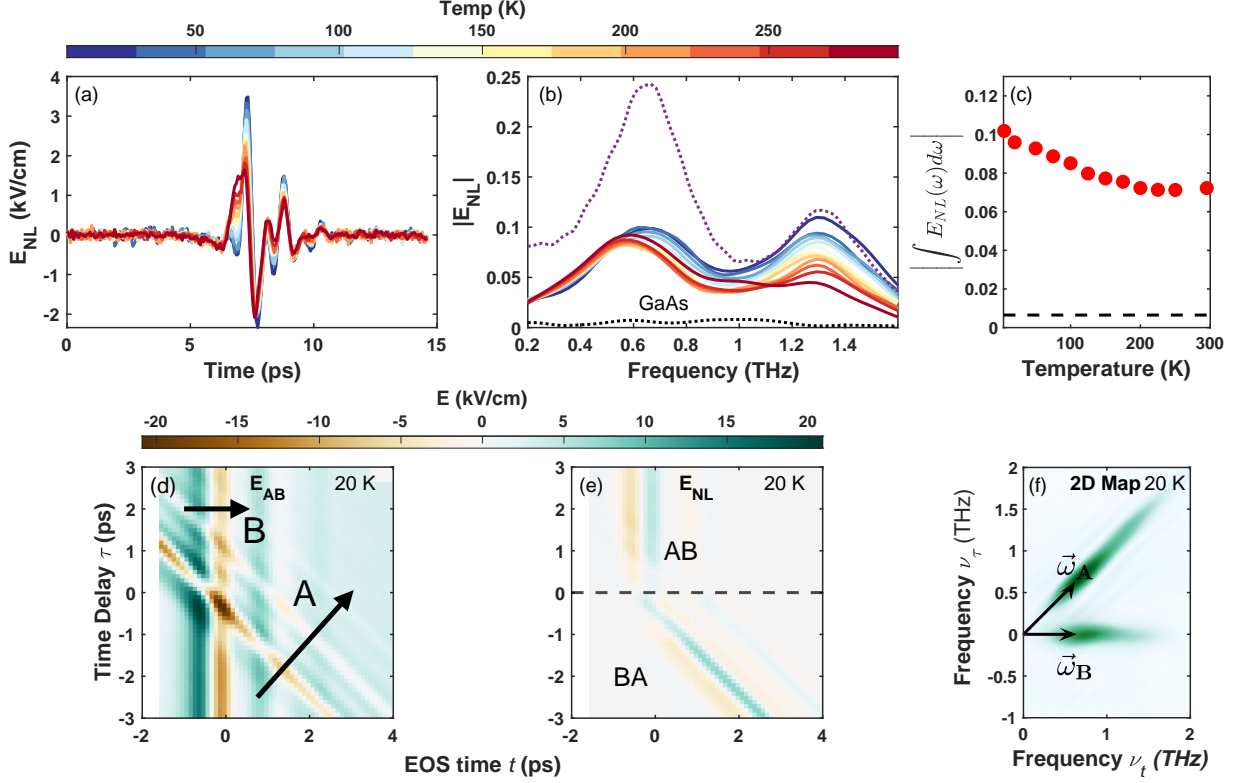 Temp (K)
50 100 150 200 250
(a)
4
3
2
1
0
-1
-2
E_NL (kV/cm)
0 5 10 15
Time (ps)
(b)
0.25
0.2
0.15
0.1
0.05
0
|E_NL|
GaAs
0.2 0.4 0.6 0.8 1 1.2 1.4
Frequency (THz)
(c)
0.12
0.1
0.08
0.06
0.04
0.02
0
|∫ E_NL(ω)dω|
100 200 300
Temperature (K)
E (kV/cm)
-20 -15 -10 -5 0 5 10 15 20
(d) E_AB 20 K
B
A
3
2
1
0
-1
-2
-3
Time Delay τ (ps)
-2 0 2 4
(e) E_NL 20 K
AB
BA
3
2
1
0
-1
-2
-3
-2 0 2 4
EOS time t (ps)
(f)
2D Map 20 K
ω⃗_A
ω⃗_B
2
1.5
1
0.5
0
-0.5
-1
Frequency ν_τ (THz)
0 1 2
Frequency ν_t (THz)